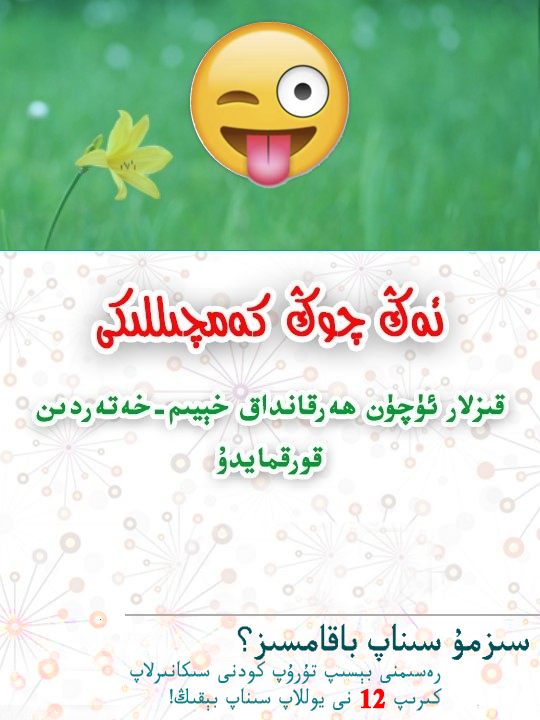 ئەڭ چوڭ كەمچىللىكى
قىزلار ئۈچۈن ھەرقانداق خېيىم-خەتەردىن
قورقمايدۇ
سىزمۇ سىناپ باقامسىز؟
رەسىمنى بېسىپ تۇرۇپ كودنى سىكانىرلاپ
كىرىپ 12 نى يوللاپ سىناپ بېقىڭ!